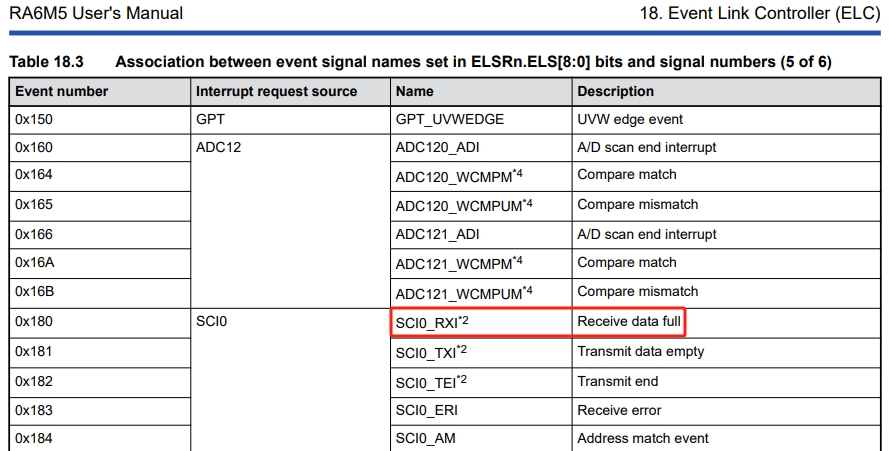 RA6M5 User's Manual 18. Event Link Controller (ELC)
Table 18.3 Association between event signal names set in ELSRn.ELS[8:0] bits and signal numbers (5 of 6)
Event number Interrupt request source Name Description
0x150 GPT GPT_UVWEDGE UVW edge event
0x160 ADC12 ADC120_ADI A/D scan end interrupt
0x164 ADC120_WCMPM*4 Compare match
0x165 ADC120_WCMPUM*4 Compare mismatch
0x166 ADC121_ADI A/D scan end interrupt
0x16A ADC121_WCMPM*4 Compare match
0x16B ADC121_WCMPUM*4 Compare mismatch
0x180 SCI0 SCI0_RXI*2 Receive data full
0x181 SCI0_TXI*2 Transmit data empty
0x182 SCI0_TEI*2 Transmit end
0x183 SCI0_ERI Receive error
0x184 SCI0_AM Address match event